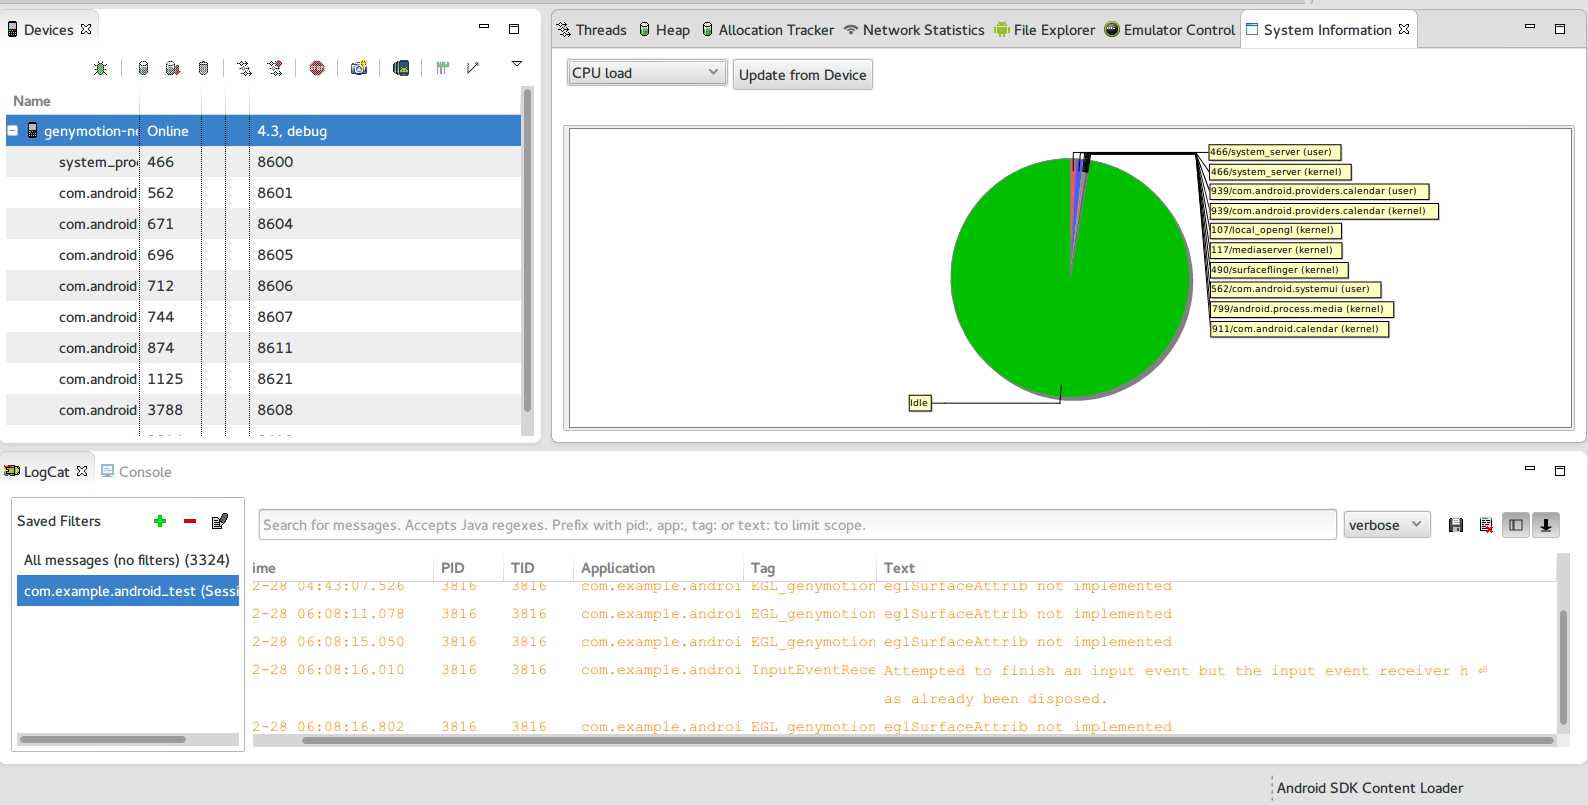 Devices
Name
genymotion-ne Online 4.3, debug
system_pro 466 8600
com.android 562 8601
com.android 671 8604
com.android 696 8605
com.android 712 8606
com.android 744 8607
com.android 874 8611
com.android 1125 8621
com.android 3788 8608
Threads Heap Allocation Tracker Network Statistics File Explorer Emulator Control System Information
CPU load Update from Device
466/system_server (user)
466/system_server (kernel)
939/com.android.providers.calendar (user)
939/com.android.providers.calendar (kernel)
107/local_opengl (kernel)
117/mediaserver (kernel)
490/surfaceflinger (kernel)
562/com.android.systemui (user)
799/android.process.media (kernel)
911/com.android.calendar (kernel)
Idle
LogCat Console
Saved Filters
All messages (no filters) (3324)
com.example.android_test (Sessi
Search for messages. Accepts Java regexes. Prefix with pid:, app:, tag: or text: to limit scope.
verbose
ime PID TID Application Tag Text
2-28 04:43:07.526 3816 3816 com.example.androi EGL_genymotion eglSurfaceAttrib not implemented
2-28 06:08:11.078 3816 3816 com.example.androi EGL_genymotion eglSurfaceAttrib not implemented
2-28 06:08:15.050 3816 3816 com.example.androi EGL_genymotion eglSurfaceAttrib not implemented
2-28 06:08:16.010 3816 3816 com.example.androi InputEventRece Attempted to finish an input event but the input event receiver h
as already been disposed.
2-28 06:08:16.802 3816 3816 com.example.androi EGL_genymotion eglSurfaceAttrib not implemented
Android SDK Content Loader